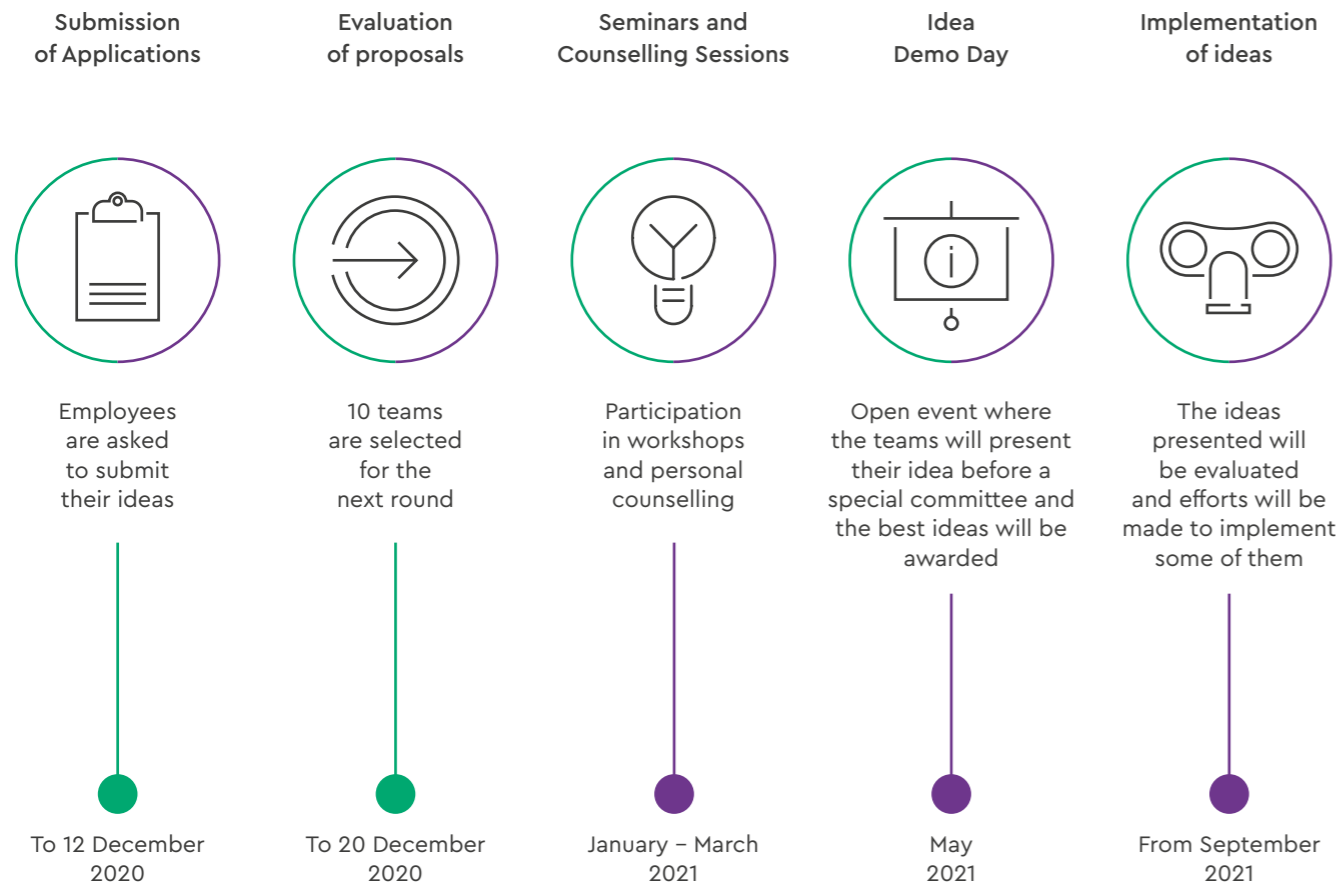 Submission
of Applications
Evaluation
of proposals
Seminars and
Counselling Sessions
Idea
Demo Day
Implementation
of ideas
i
Employees
are asked
to submit
their ideas
10 teams
are selected
for the
next round
Participation
in workshops
and personal
counselling
Open event where
the teams will present
their idea before a
special committee and
the best ideas will be
awarded
The ideas
presented will
be evaluated
and efforts will be
made to implement
some of them
To 12 December
2020
To 20 December
2020
January – March
2021
May
2021
From September
2021